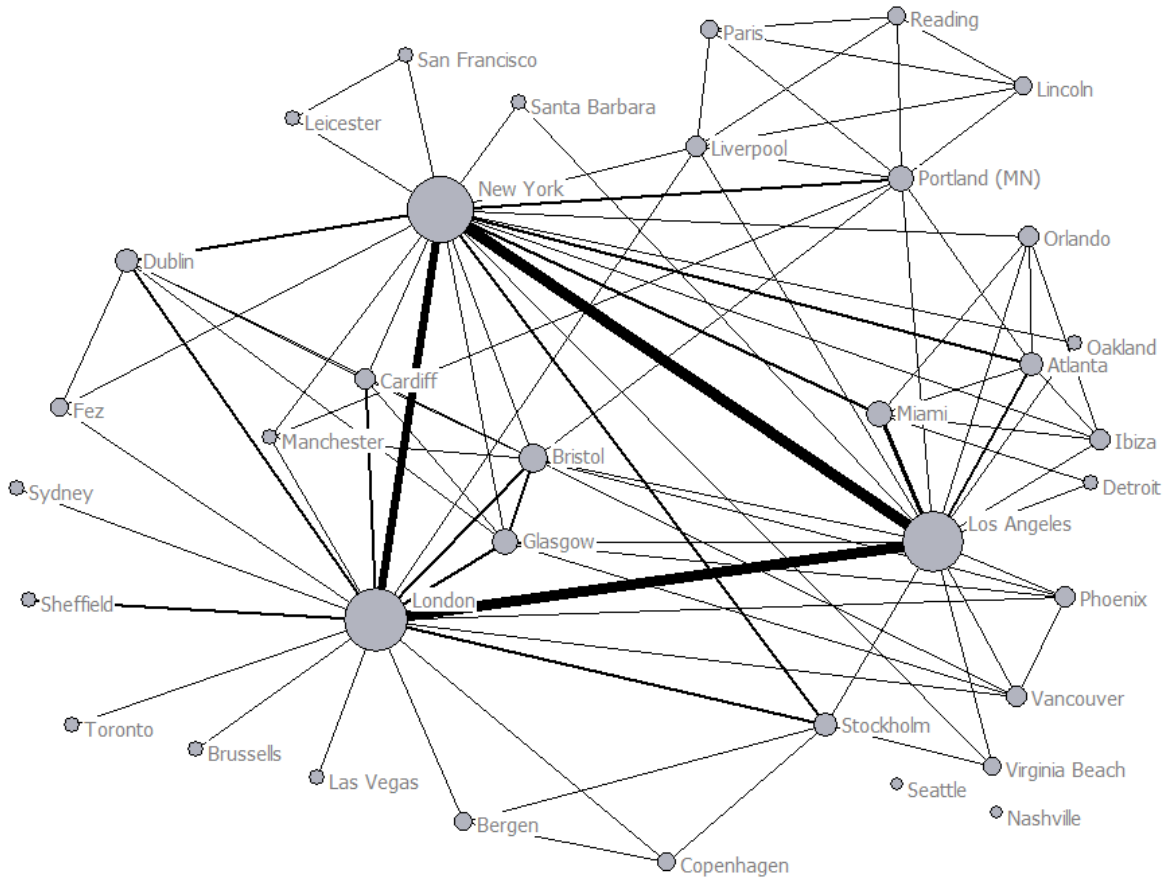 Reading
Paris
San Francisco
Lincoln
Santa Barbara
Leicester
Liverpool
Portland (MN)
New York
Orlando
Dublin
Oakland
Atlanta
Cardiff
Fez
Miami
Manchester
Ibiza
Bristol
Detroit
Sydney
Los Angeles
Glasgow
Phoenix
London
Sheffield
Vancouver
Stockholm
Toronto
Brussells
Virginia Beach
Las Vegas
Seattle
Nashville
Bergen
Copenhagen